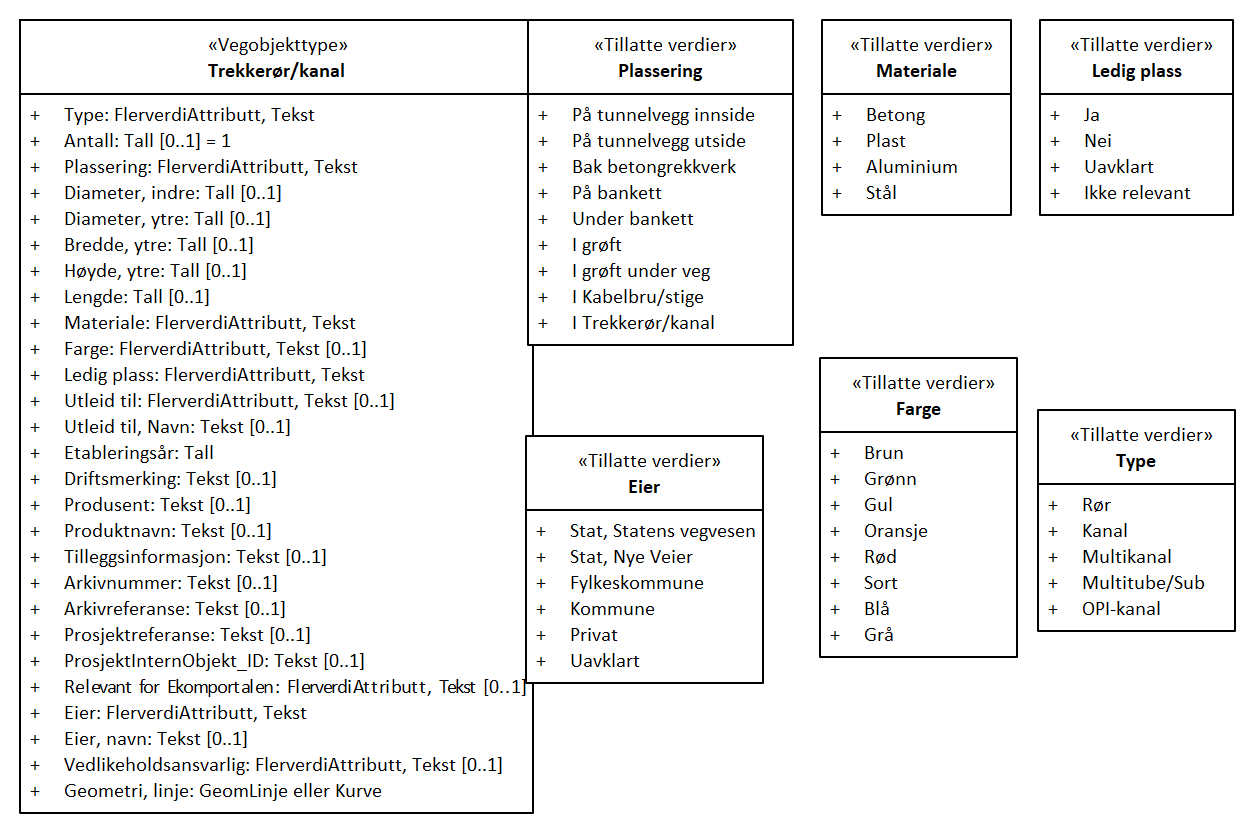 «Vegobjekttype»
Trekkerør/kanal
+ Type: FlerverdiAttributt, Tekst
+ Antall: Tall [0..1] = 1
+ Plassering: FlerverdiAttributt, Tekst
+ Diameter, indre: Tall [0..1]
+ Diameter, ytre: Tall [0..1]
+ Bredde, ytre: Tall [0..1]
+ Høyde, ytre: Tall [0..1]
+ Lengde: Tall [0..1]
+ Materiale: FlerverdiAttributt, Tekst
+ Farge: FlerverdiAttributt, Tekst [0..1]
+ Ledig plass: FlerverdiAttributt, Tekst
+ Utleid til: FlerverdiAttributt, Tekst [0..1]
+ Utleid til, Navn: Tekst [0..1]
+ Etableringsår: Tall
+ Driftsmerking: Tekst [0..1]
+ Produsent: Tekst [0..1]
+ Produktnavn: Tekst [0..1]
+ Tilleggsinformasjon: Tekst [0..1]
+ Arkivnummer: Tekst [0..1]
+ Arkivreferanse: Tekst [0..1]
+ Prosjektreferanse: Tekst [0..1]
+ ProsjektInternObjekt_ID: Tekst [0..1]
+ Relevant for Ekomportalen: FlerverdiAttributt, Tekst [0..1]
+ Eier: FlerverdiAttributt, Tekst
+ Eier, navn: Tekst [0..1]
+ Vedlikeholdsansvarlig: FlerverdiAttributt, Tekst [0..1]
+ Geometri, linje: GeomLinje eller Kurve
«Tillatte verdier»
Plassering
+ På tunnelvegg innside
+ På tunnelvegg utside
+ Bak betongrekkverk
+ På bankett
+ Under bankett
+ I grøft
+ I grøft under veg
+ I Kabelbru/stige
+ I Trekkerør/kanal
«Tillatte verdier»
Materiale
+ Betong
+ Plast
+ Aluminium
+ Stål
«Tillatte verdier»
Ledig plass
+ Ja
+ Nei
+ Uavklart
+ Ikke relevant
«Tillatte verdier»
Eier
+ Stat, Statens vegvesen
+ Stat, Nye Veier
+ Fylkeskommune
+ Kommune
+ Privat
+ Uavklart
«Tillatte verdier»
Farge
+ Brun
+ Grønn
+ Gul
+ Oransje
+ Rød
+ Sort
+ Blå
+ Grå
«Tillatte verdier»
Type
+ Rør
+ Kanal
+ Multikanal
+ Multitube/Sub
+ OPI-kanal